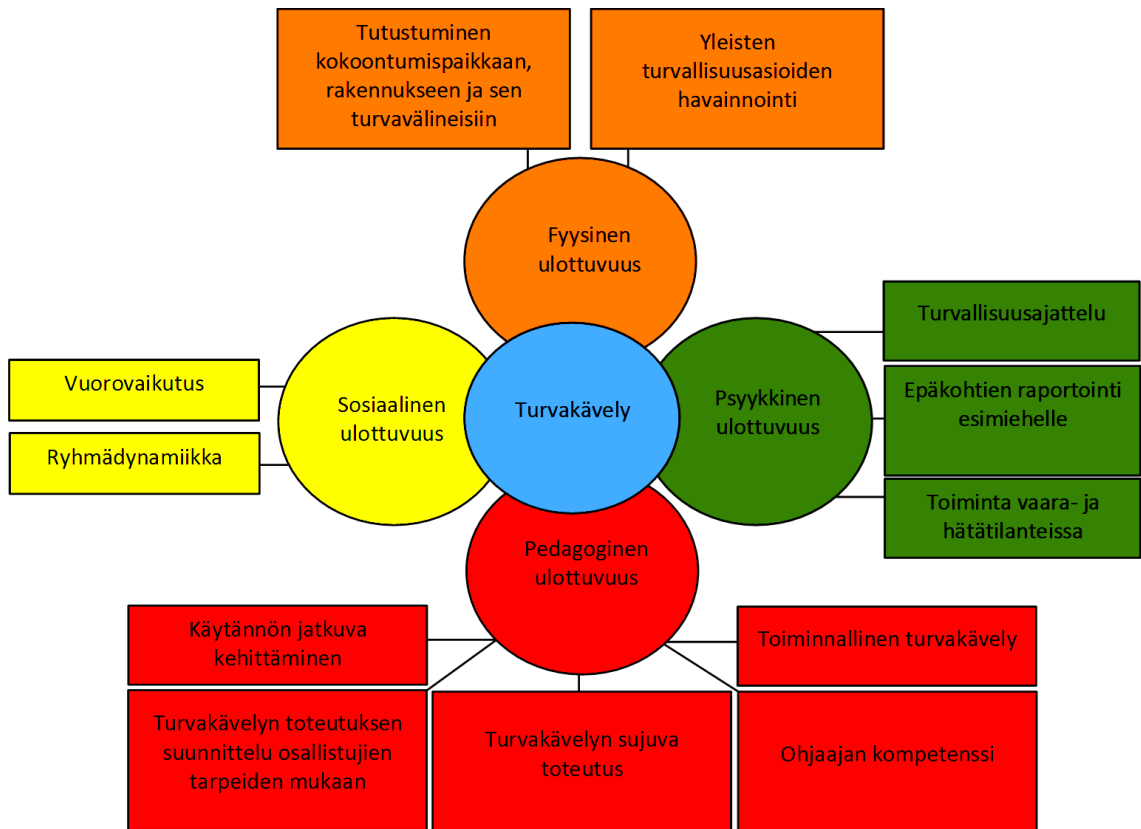 Tutustuminen
kokoontumispaikkaan,
rakennukseen ja sen
turvavälineisiin
Yleisten
turvallisuusasioiden
havainnointi
Fyysinen
ulottuvuus
Turvallisuusajattelu
Vuorovaikutus
Ryhmädynamiikka
Sosiaalinen
ulottuvuus
Turvakävely
Psyykkinen
ulottuvuus
Epäkohtien raportointi
esimiehelle
Toiminta vaara- ja
hätätilanteissa
Pedagoginen
ulottuvuus
Käytännön jatkuva
kehittäminen
Toiminnallinen turvakävely
Turvakävelyn toteutuksen
suunnittelu osallistujien
tarpeiden mukaan
Turvakävelyn sujuva
toteutus
Ohjaajan kompetenssi